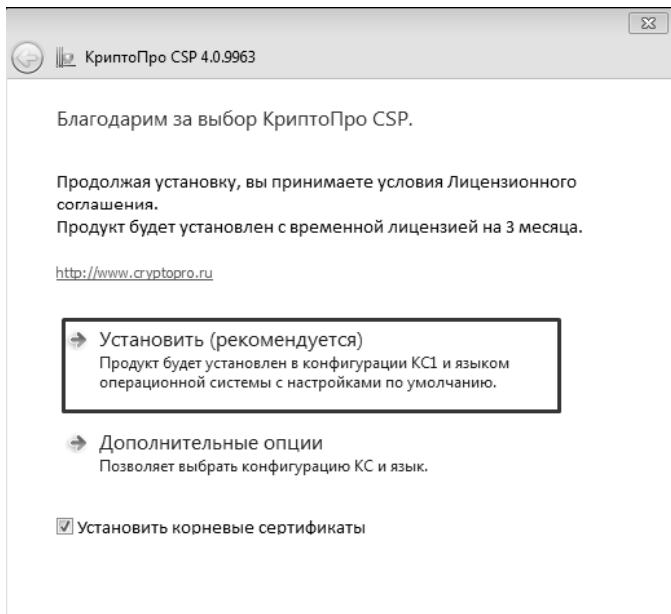 КриптоПро CSP 4.0.9963
Благодарим за выбор КриптоПро CSP.
Продолжая установку, вы принимаете условия Лицензионного
соглашения.
Продукт будет установлен с временной лицензией на 3 месяца.
http://www.cryptopro.ru
Установить (рекомендуется)
Продукт будет установлен в конфигурации КС1 и языком
операционной системы с настройками по умолчанию.
Дополнительные опции
Позволяет выбрать конфигурацию КС и язык.
Установить корневые сертификаты